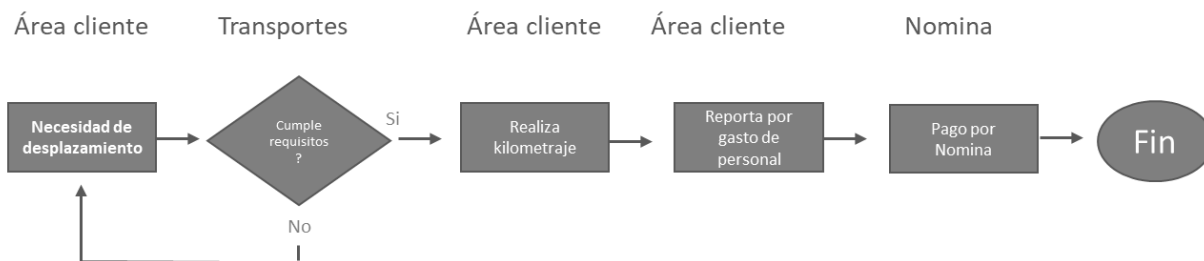 Área cliente
Transportes
Área cliente
Área cliente
Nomina
Necesidad de
desplazamiento
Cumple
requisitos
?
Si
No
Realiza
kilometraje
Reporta por
gasto de
personal
Pago por
Nomina
Fin